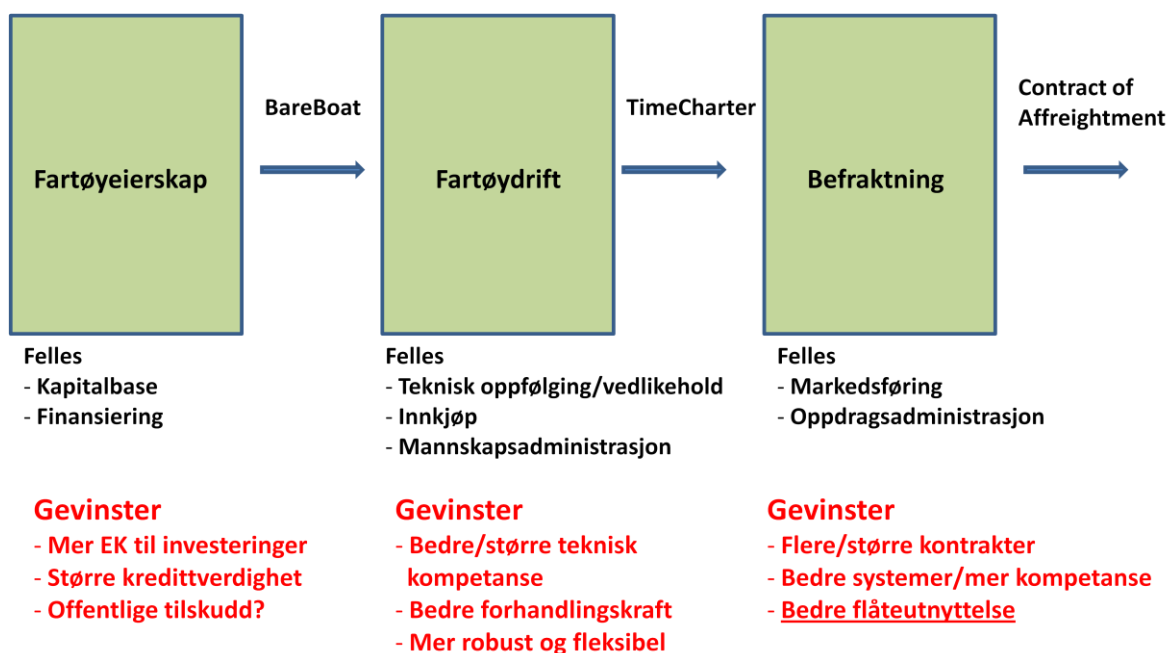 Fartøyeierskap
BareBoat
Fartøydrift
TimeCharter
Befraktning
Contract of
Affreightment
Felles
- Kapitalbase
- Finansiering
Felles
- Teknisk oppfølging/vedlikehold
- Innkjøp
- Mannskapsadministrasjon
Felles
- Markedsføring
- Oppdragsadministrasjon
Gevinster
- Mer EK til investeringer
- Større kredittverdighet
- Offentlige tilskudd?
Gevinster
- Bedre/større teknisk
kompetanse
- Bedre forhandlingskraft
- Mer robust og fleksibel
Gevinster
- Flere/større kontrakter
- Bedre systemer/mer kompetanse
- Bedre flåteutnyttelse